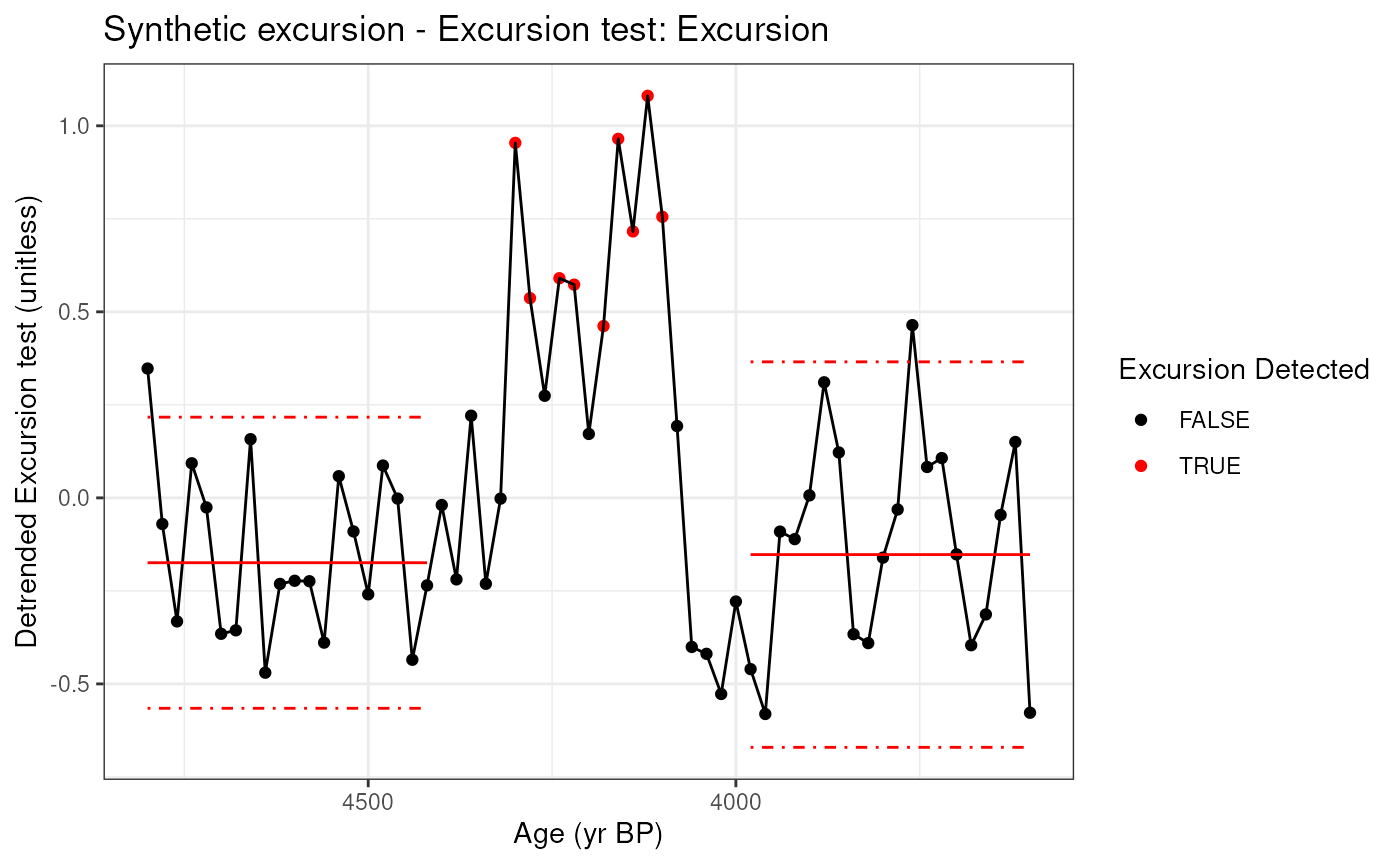 Synthetic excursion - Excursion test: Excursion
Detrended Excursion test (unitless)
1.0
0.5
0.0
-0.5
4500
4000
Age (yr BP)
Excursion Detected
FALSE
TRUE